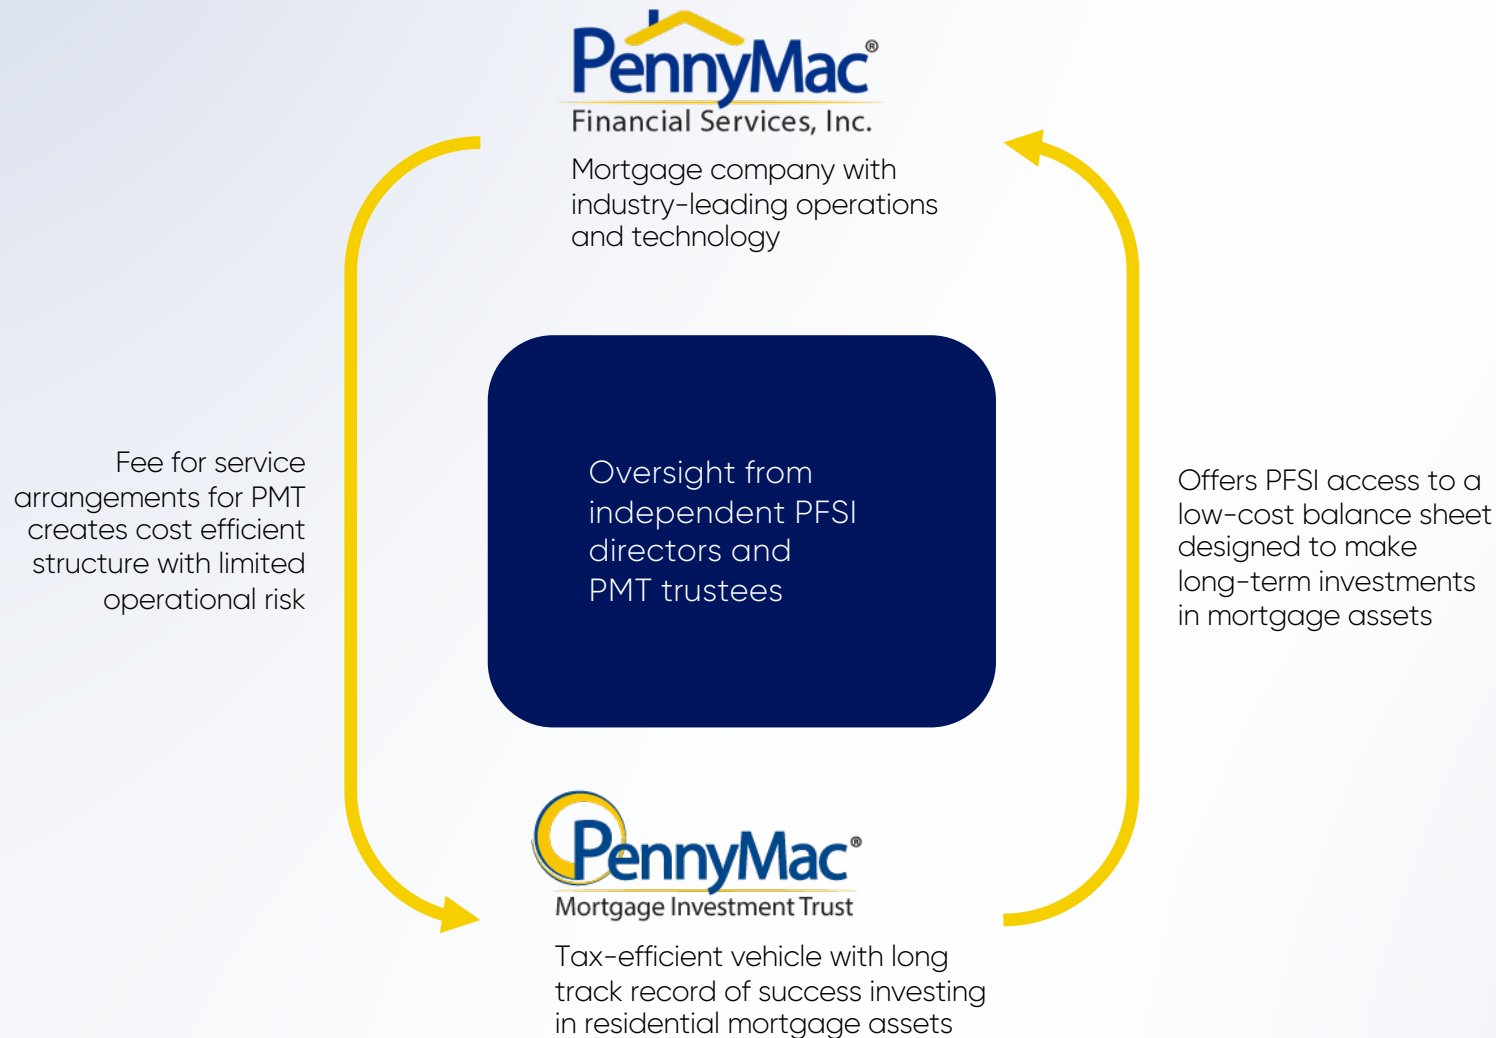 PennyMac®
Financial Services, Inc.
Mortgage company with
industry-leading operations
and technology
Fee for service
arrangements for PMT
creates cost efficient
structure with limited
operational risk
Oversight from
independent PFSI
directors and
PMT trustees
Offers PFSI access to a
low-cost balance sheet
designed to make
long-term investments
in mortgage assets
PennyMac®
Mortgage Investment Trust
Tax-efficient vehicle with long
track record of success investing
in residential mortgage assets